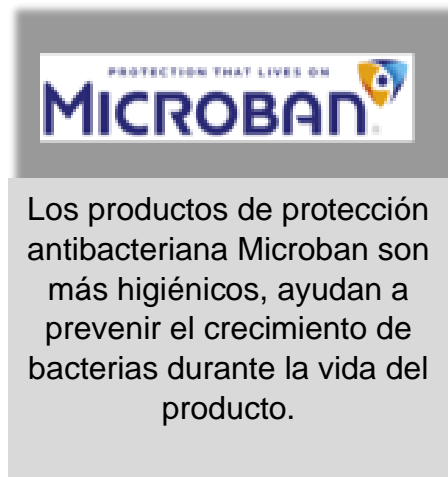 PROTECTION THAT LIVES ON
MICROBAN
Los productos de protección
antibacteriana Microban son
más higiénicos, ayudan a
prevenir el crecimiento de
bacterias durante la vida del
producto.